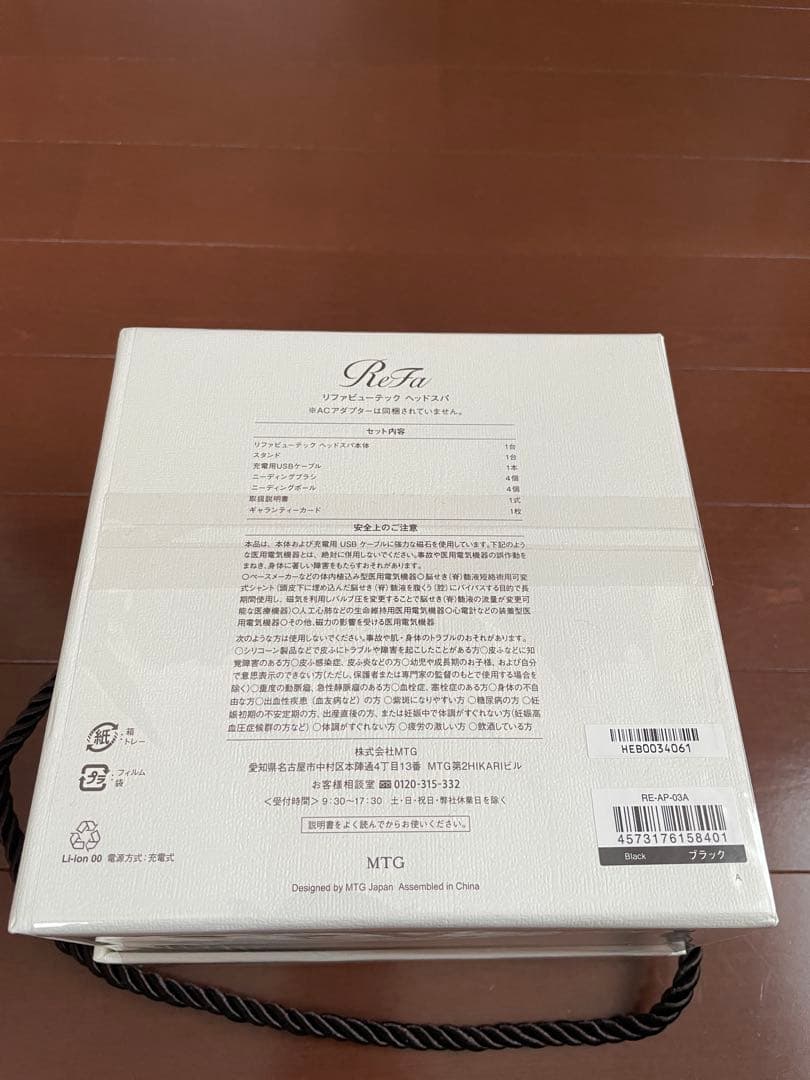 ReFa
リファビューテック ヘッドスパ
※ACアダプターは同梱されていません。
セット内容
リファビューテック ヘッドスパ本体 1台
スタンド 1台
充電用USBケーブル 1本
ニーディングブラシ 4個
ニーディングポール 4個
取扱説明書 1式
ギャランティーカード 1枚
安全上のご注意
本品は、本体および充電用 USB ケーブルに強力な磁石を使用しています。下記のよう
な医用電気機器とは、絶対に併用しないでください。事故や医用電気機器の誤作動を
まねき、身体に著しい障害をもたらすおそれがあります。
○ペースメーカーなどの体内植込み型医用電気機器○脳せき(脊)髄液短絡術用可変
式シャント(頭皮下に埋め込んだ脳せき(脊)髄液を腹くう(腔)にバイパスする目的で長
期間使用し、磁気を利用しバルブ圧を変更することで脳せき(脊)髄液の流量が変更可
能な医療機器)○人工心肺などの生命維持用医用電気機器○心電計などの装着型医
用電気機器○その他、磁力の影響を受ける医用電気機器
次のような方は使用しないでください。事故や肌・身体のトラブルのおそれがあります。
○シリコーン製品などで皮ふにトラブルや障害を起こしたことがある方○皮ふなどに知
覚障害のある方○皮ふ感染症、皮ふ炎などの方○幼児や成長期のお子様、および自分
で意思表示のできない方(ただし、保護者または専門家の監督のもとで使用する場合を
除く)○重度の動脈瘤、急性静脈瘤のある方○血栓症、塞栓症のある方○身体の不自
由な方○出血性疾患(血友病など)の方○紫斑になりやすい方○糖尿病の方○妊
娠初期の不安定期の方、出産直後の方、または妊娠中で体調がすぐれない方(妊娠高
血圧症候群の方など)○体調がすぐれない方○疲労の激しい方○飲酒している方
株式会社MTG
愛知県名古屋市中村区本陣通4丁目13番 MTG第2HIKARIビル
お客様相談室 0120-315-332
<受付時間>9:30~17:30 土・日・祝日・弊社休業日を除く
説明書をよく読んでからお使いください。
MTG
Designed by MTG Japan Assembled in China
紙 :箱 ・トレー
プラ :フィルム 袋
Li-ion 00 電源方式:充電式
HEB0034061
RE-AP-03A
4573176158401
Black ブラック
A